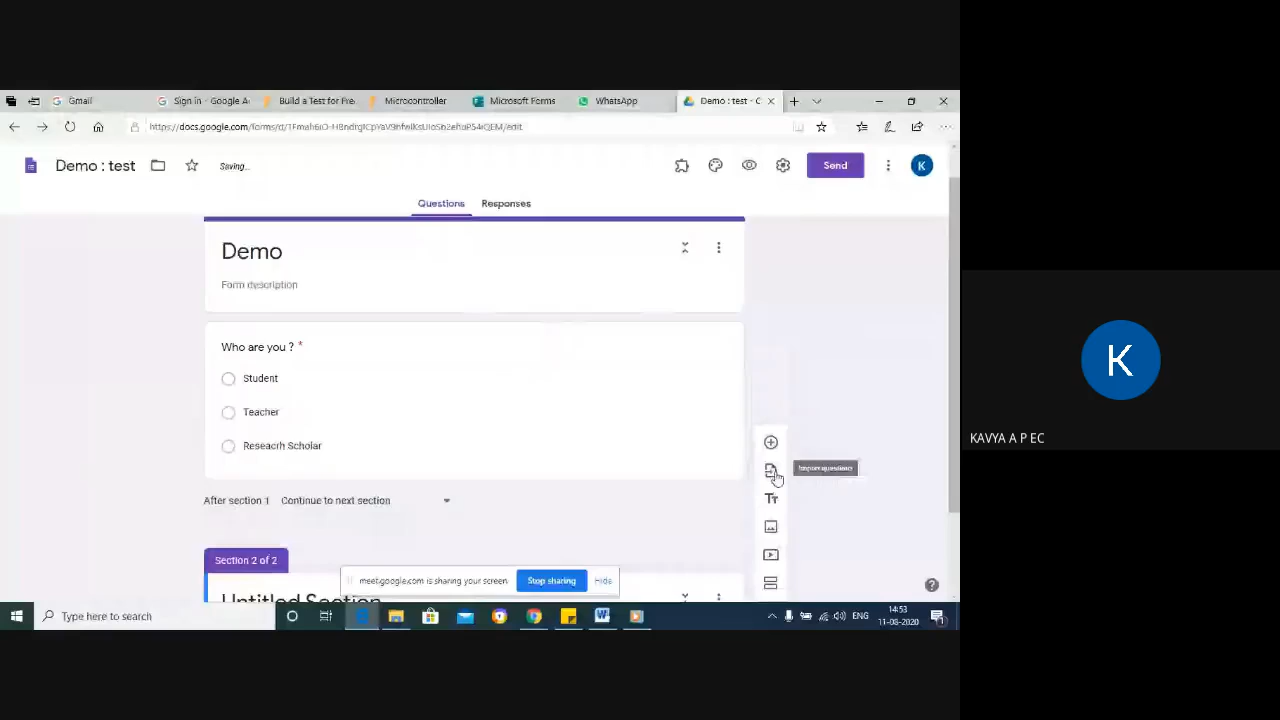 Gmail
Sign in - Google A
Build a Test for Fre
Microcontroller
Microsoft Forms
WhatsApp
Demo : test - G
Demo : test
Saving...
Send
K
Questions
Responses
Demo
Form description
Who are you ? *
Student
Teacher
Reseacrh Scholar
Import questions
After section 1 Continue to next section
Section 2 of 2
Untitled Section
meet.google.com is sharing your screen
Stop sharing
Hide
Type here to search
ENG
14:53
11-08-2020
K
KAVYA A P EC